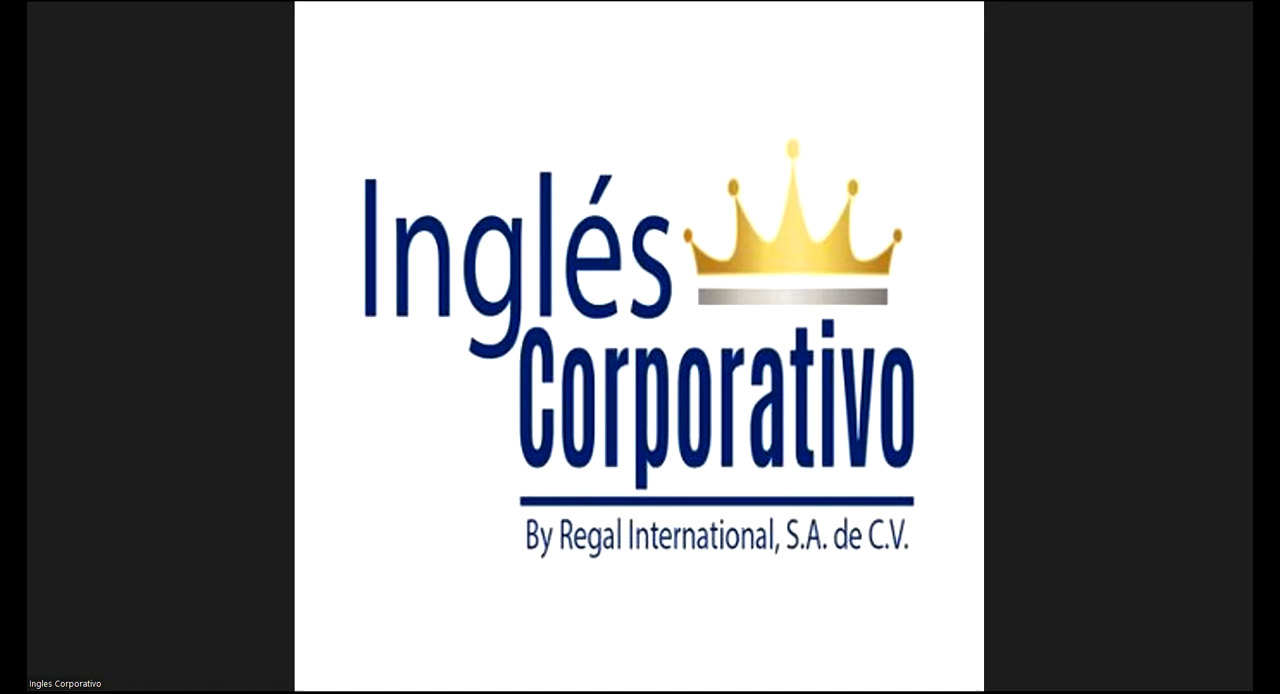 Inglés
Corporativo
By Regal International, S.A. de C.V.
Ingles Corporativo